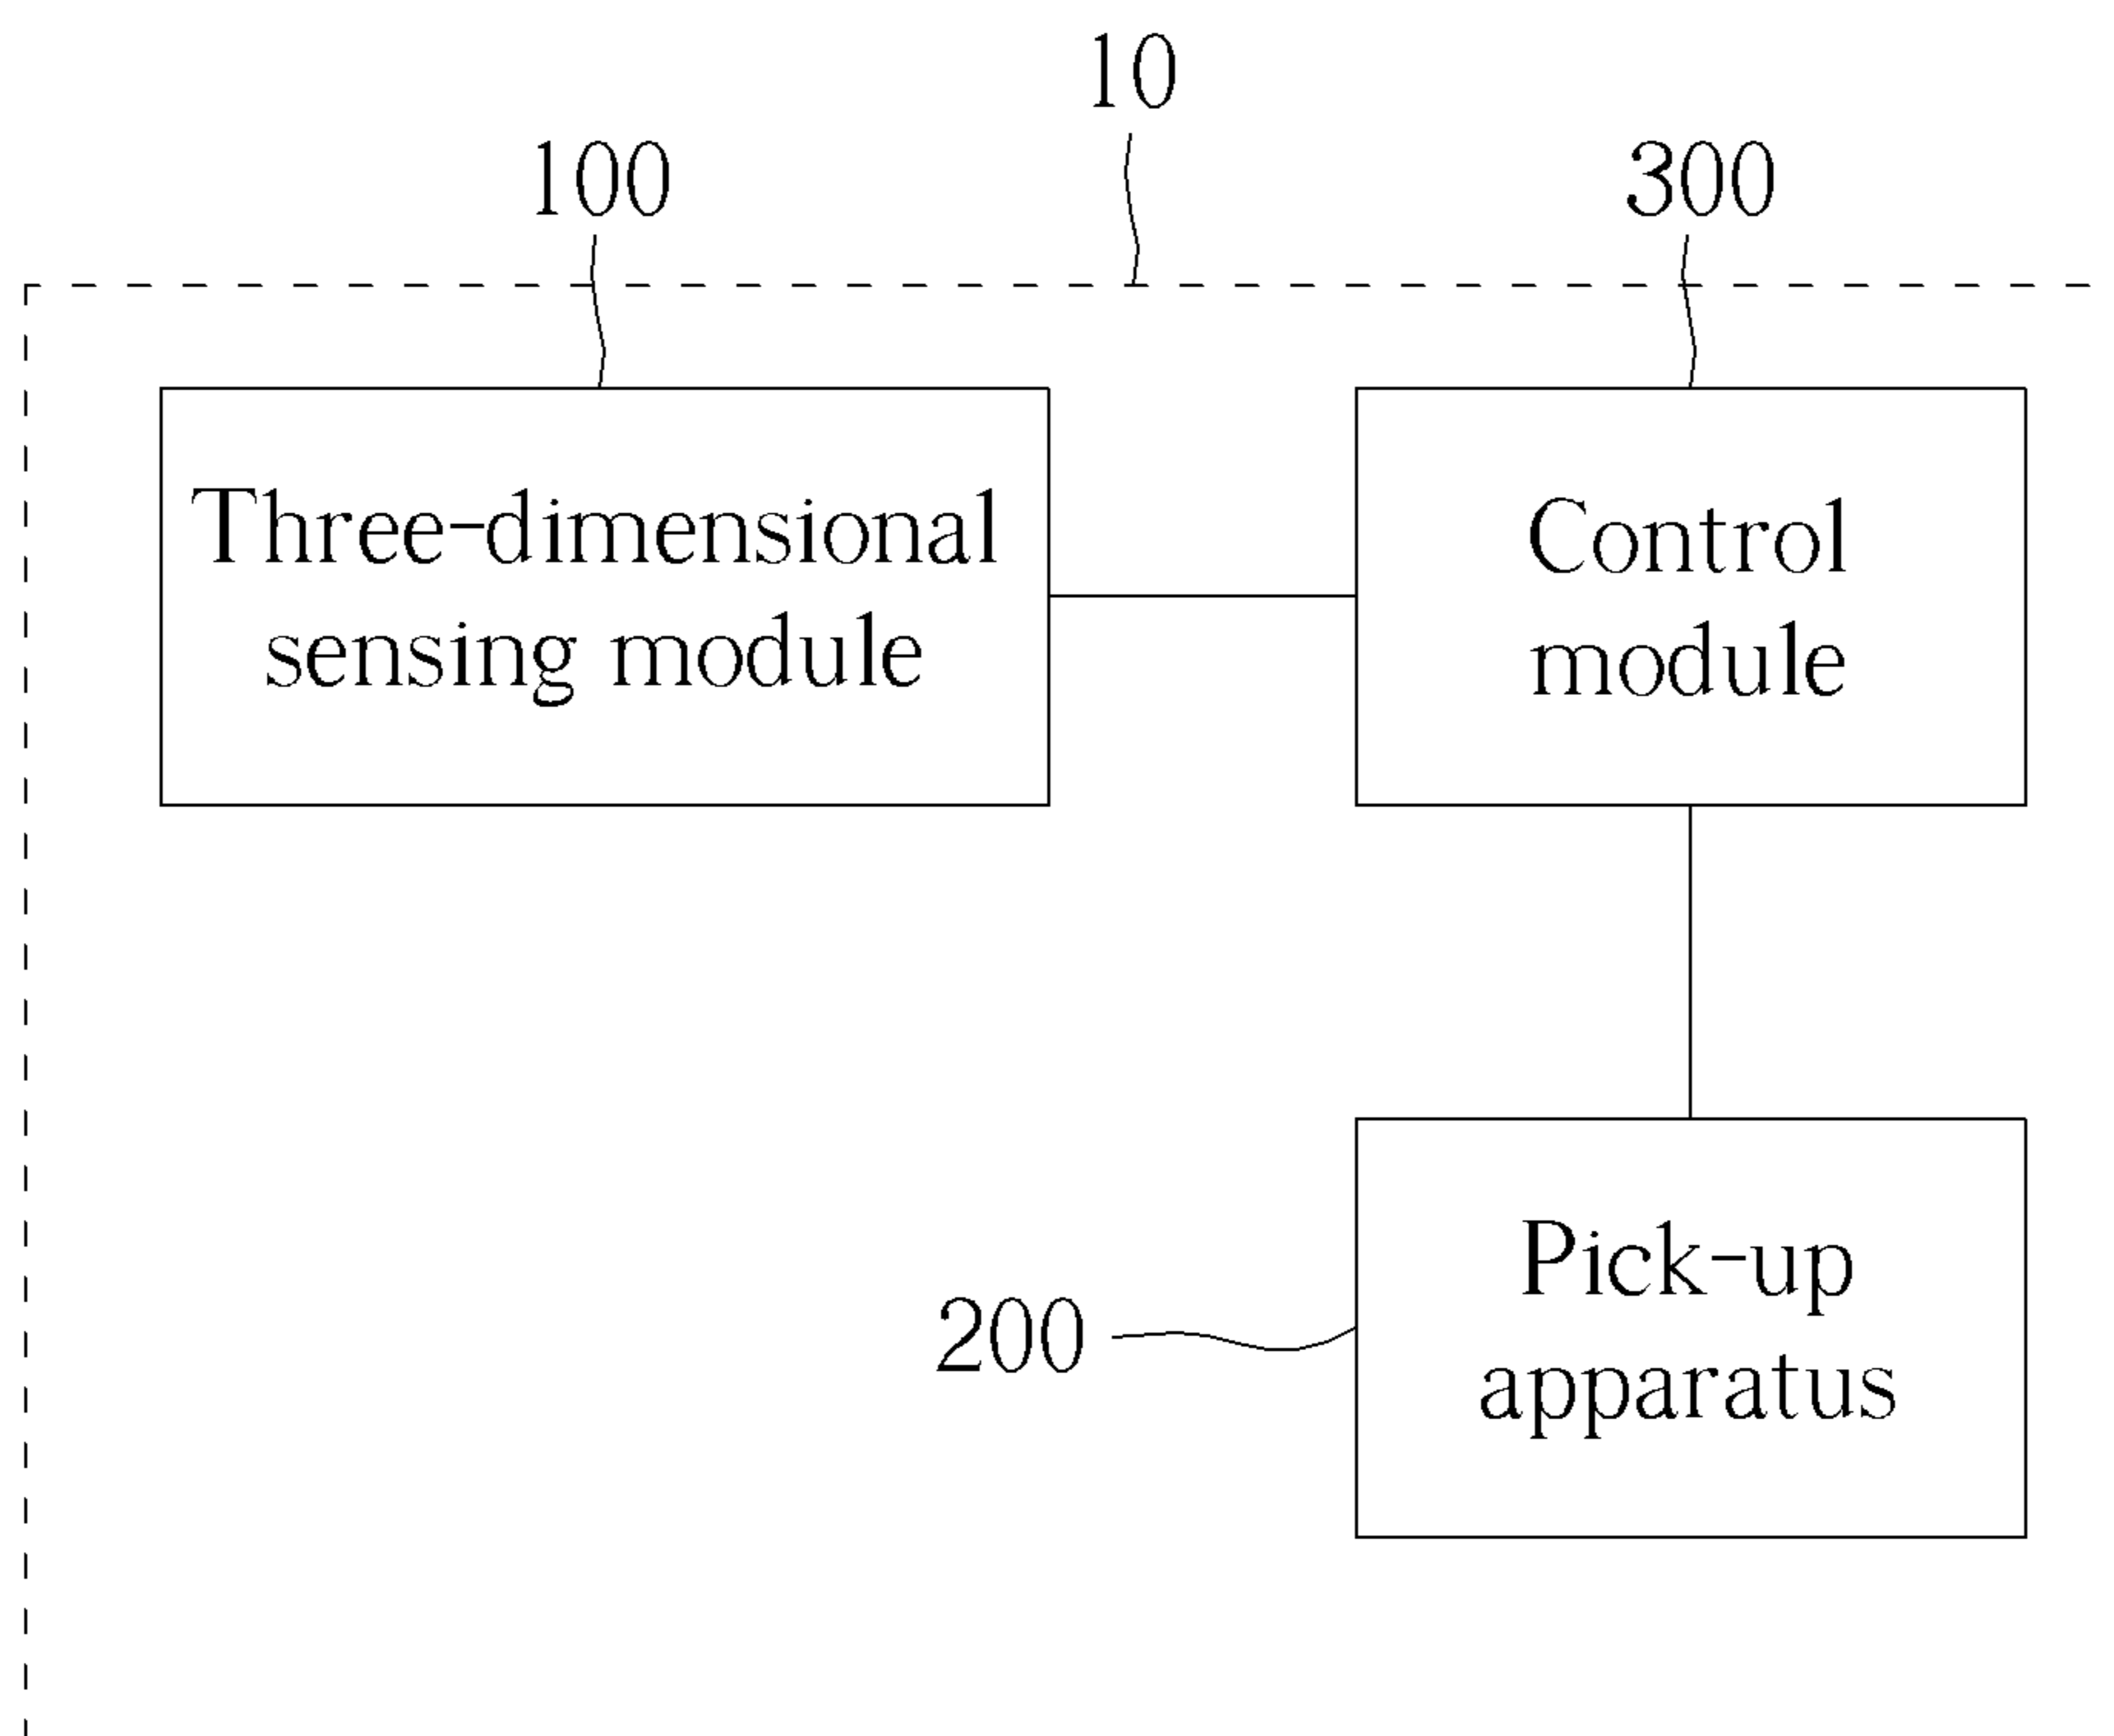 10
100
300
Three-dimensional
sensing module
Control
module
Pick-up
apparatus
200